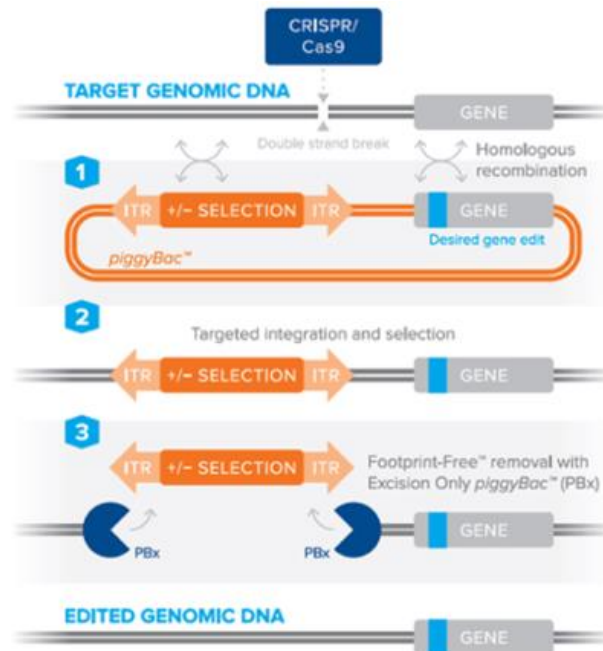 CRISPR/
Cas9
TARGET GENOMIC DNA
GENE
Double strand break
Homologous
recombination
1
ITR
+/- SELECTION
ITR
GENE
Desired gene edit
piggyBac™
2
Targeted integration and selection
ITR
+/- SELECTION
ITR
GENE
3
ITR
+/- SELECTION
ITR
Footprint-Free™ removal with
Excision Only piggyBac™ (PBx)
PBx
PBx
GENE
EDITED GENOMIC DNA
GENE